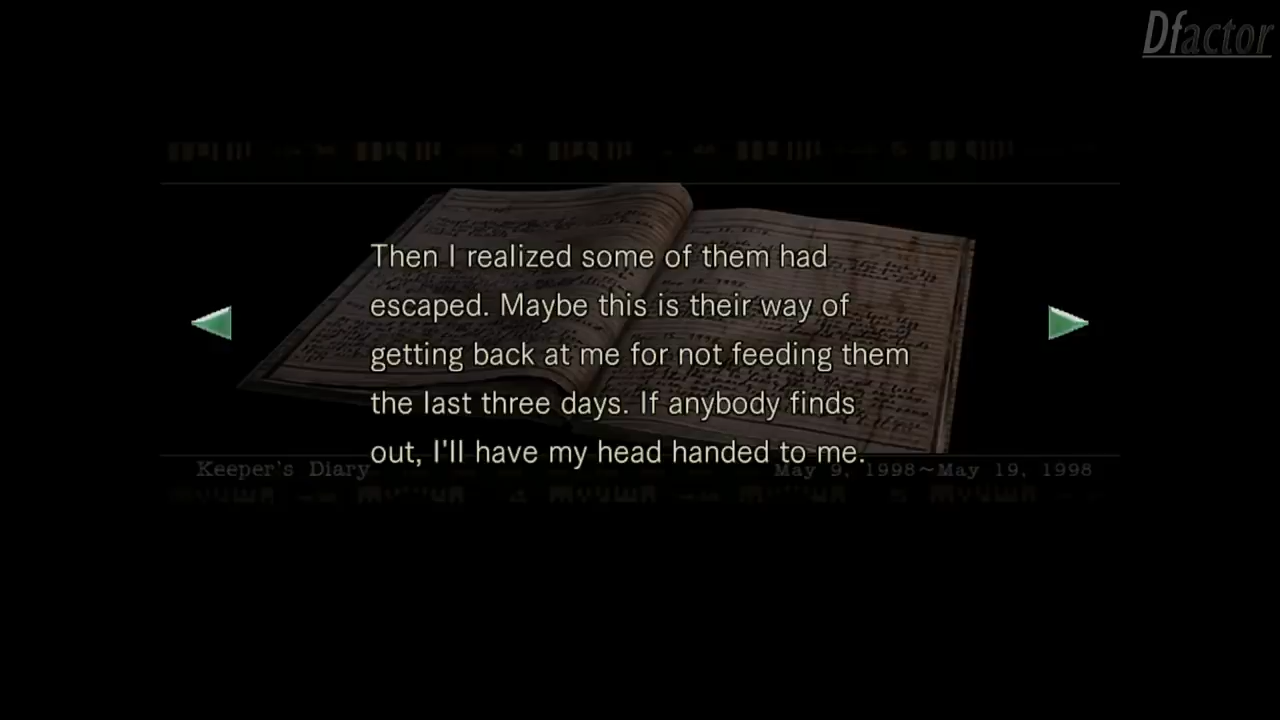 Dfactor
Then I realized some of them had
escaped. Maybe this is their way of
getting back at me for not feeding them
the last three days. If anybody finds
out, I'll have my head handed to me.
Keeper's Diary
May 9, 1998~May 19, 1998